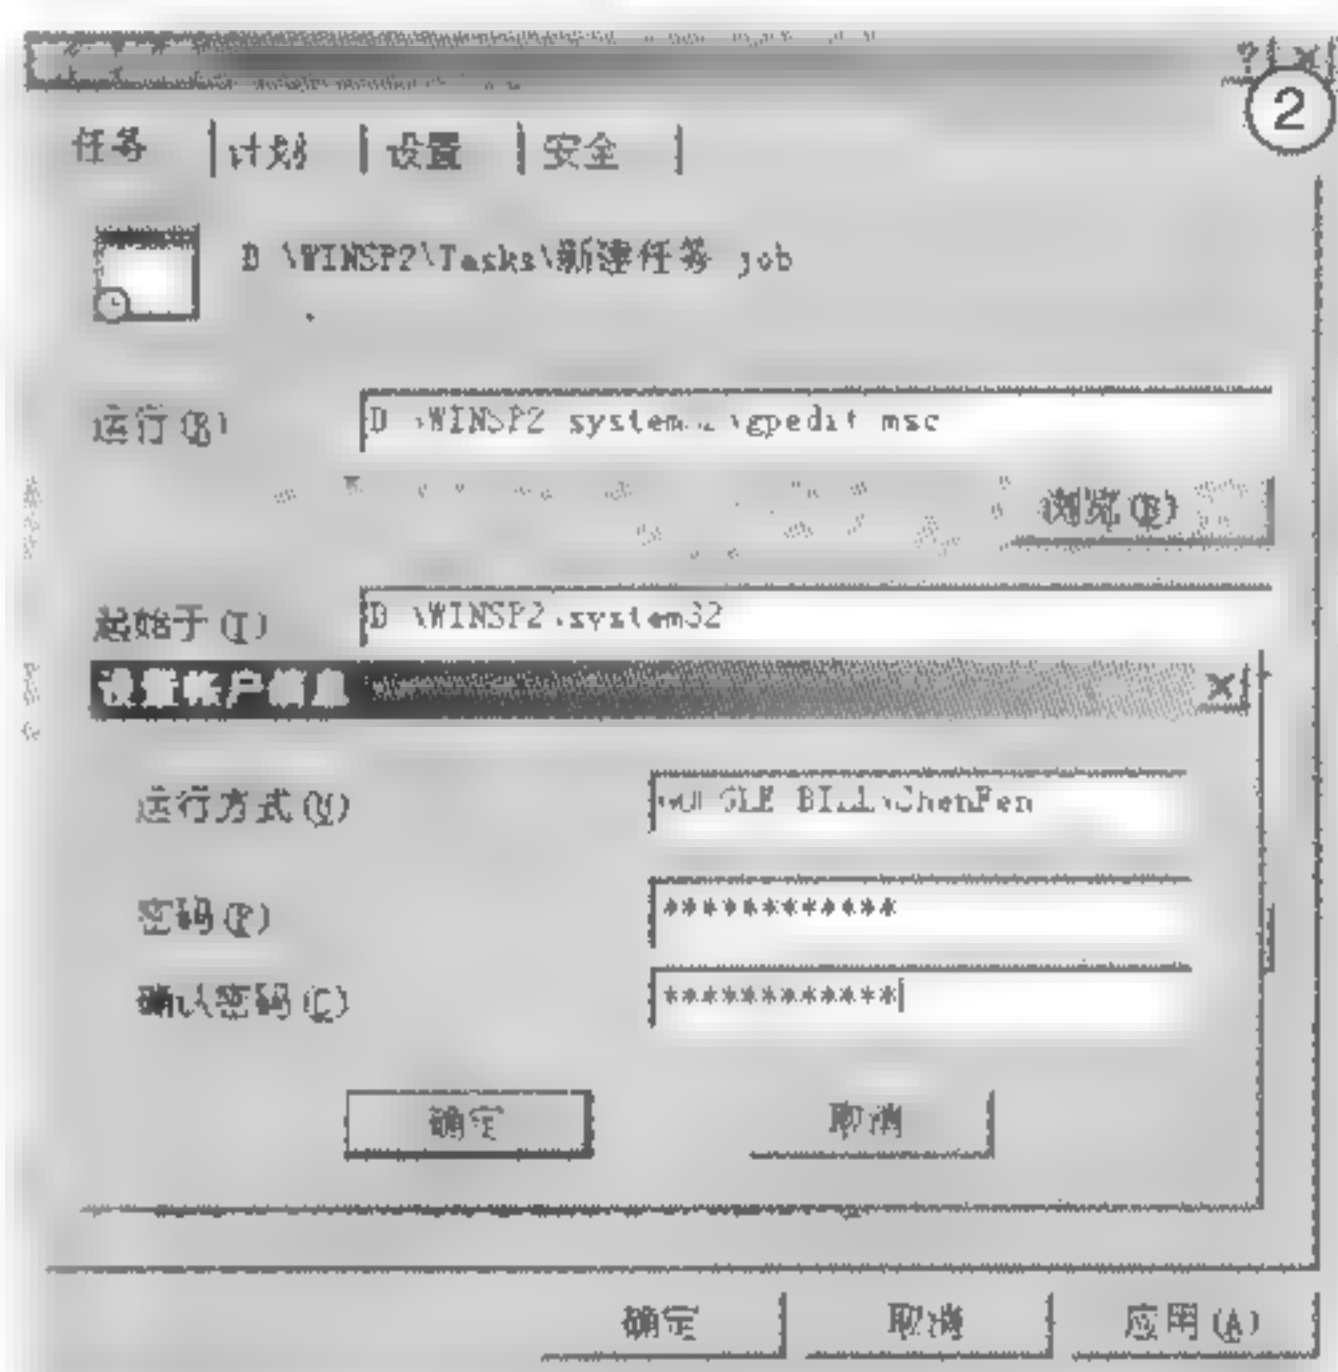 ?
②
任务 计划 设置 安全
D \WINSP2\Tasks\新建任务 job
运行(R)
D \WINSP2 system \gpedit msc
浏览(B)
起始于(T)
D \WINSP2\system32
设置帐户信息
运行方式(U)
\ChenFen
密码(P)
************
确认密码(C)
************
确定 取消
确定 取消 应用(A)